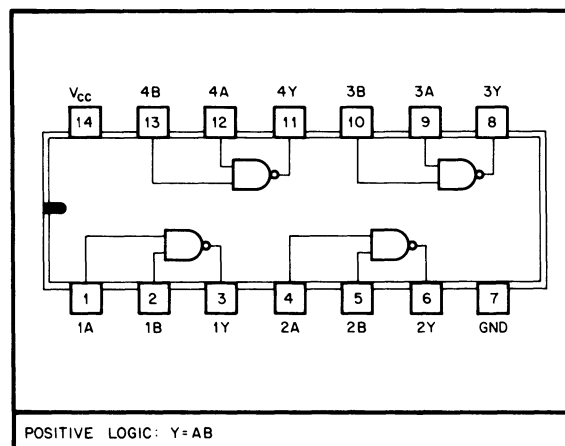 VCC 4B 4A 4Y 3B 3A 3Y
14 13 12 11 10 9 8
1 2 3 4 5 6 7
1A 1B 1Y 2A 2B 2Y GND
POSITIVE LOGIC: Y=AB